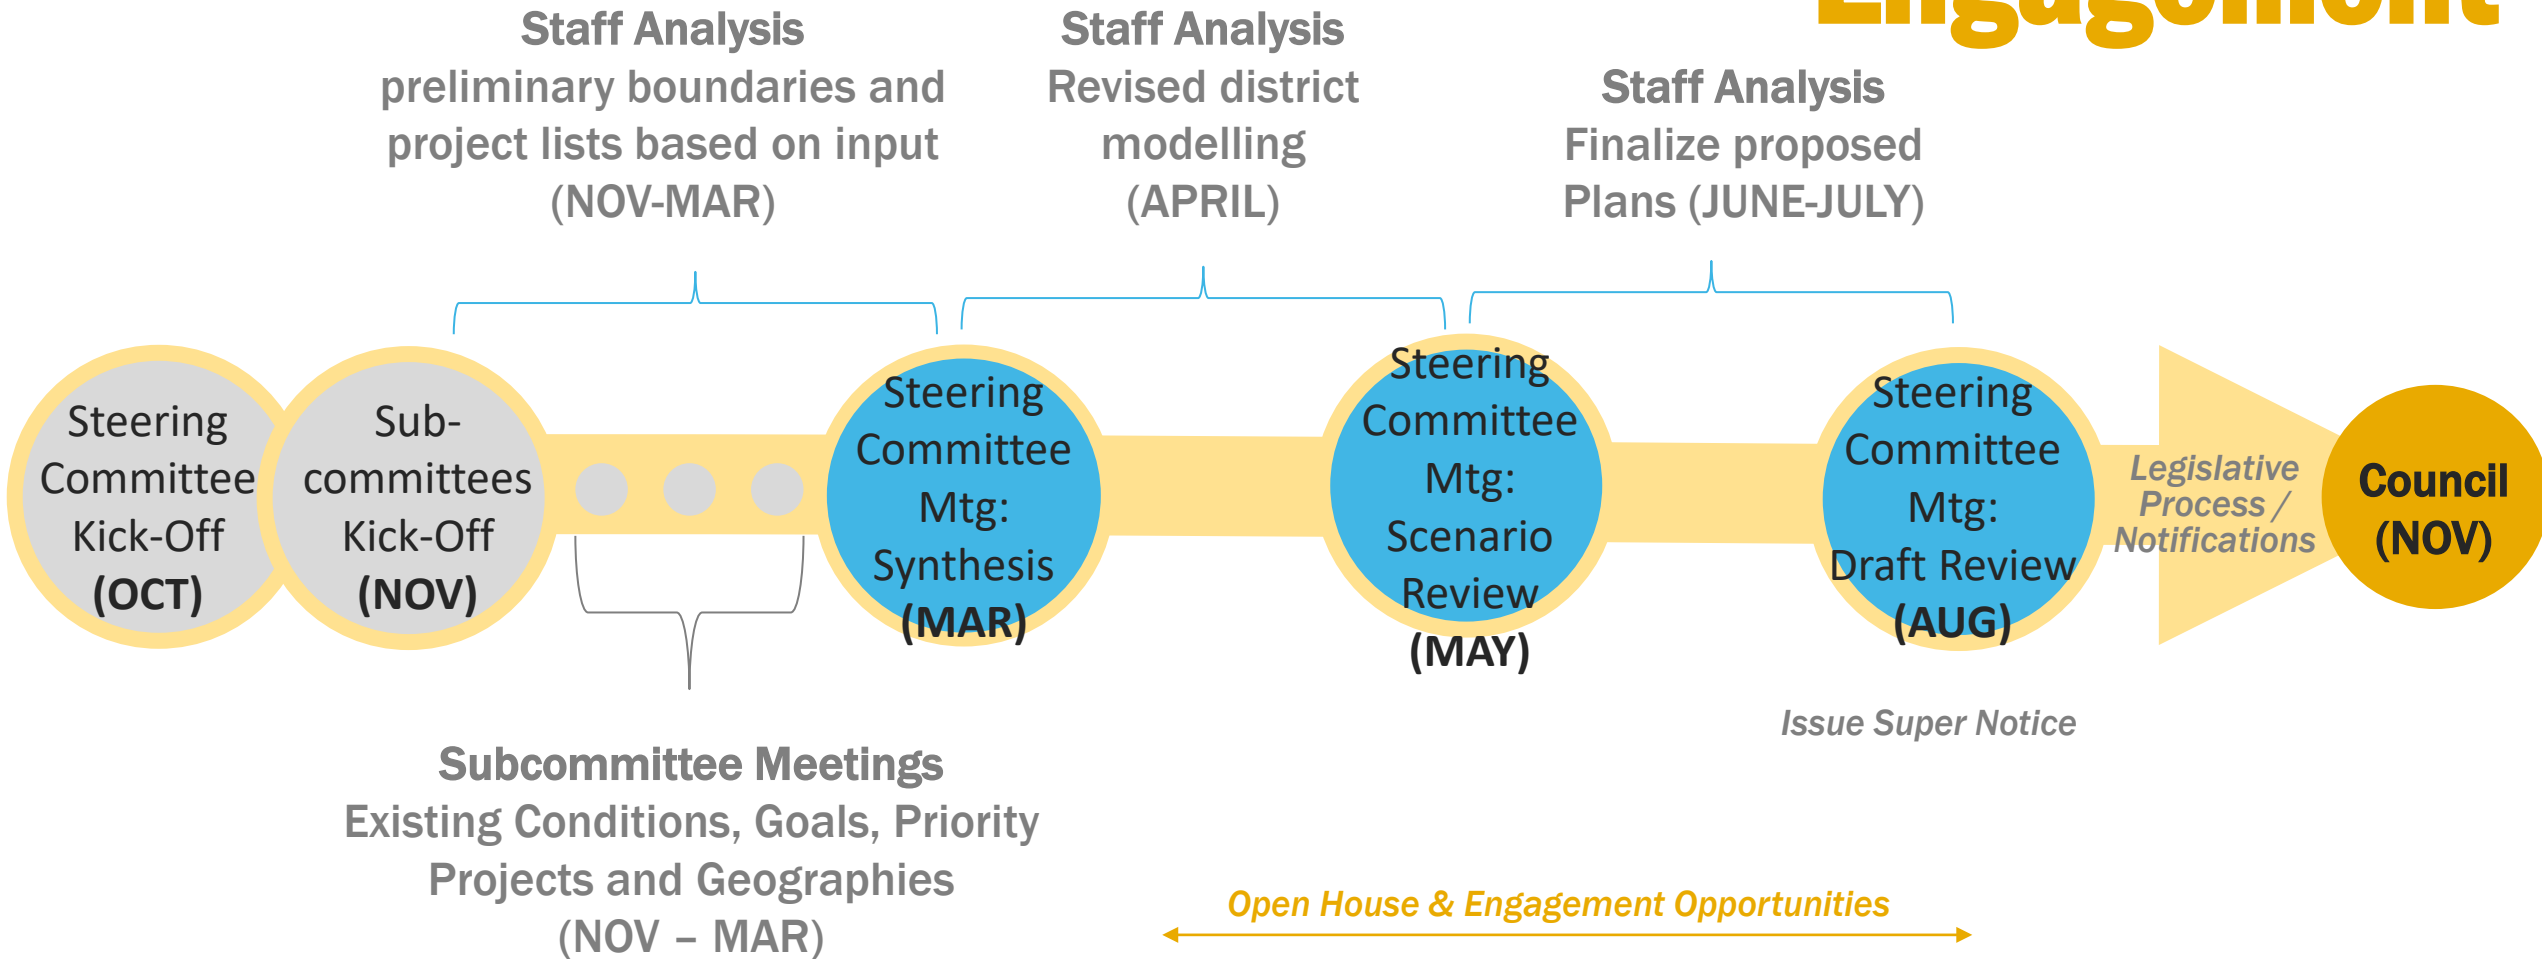 Engagement
Staff Analysis
preliminary boundaries and
project lists based on input
(NOV-MAR)
Staff Analysis
Revised district
modelling
(APRIL)
Staff Analysis
Finalize proposed
Plans (JUNE-JULY)
Steering
Committee
Kick-Off
(OCT)
Sub-
committees
Kick-Off
(NOV)
Steering
Committee
Mtg:
Synthesis
(MAR)
Steering
Committee
Mtg:
Scenario
Review
(MAY)
Steering
Committee
Mtg:
Draft Review
(AUG)
Legislative
Process /
Notifications
Council
(NOV)
Issue Super Notice
Subcommittee Meetings
Existing Conditions, Goals, Priority
Projects and Geographies
(NOV – MAR)
Open House & Engagement Opportunities